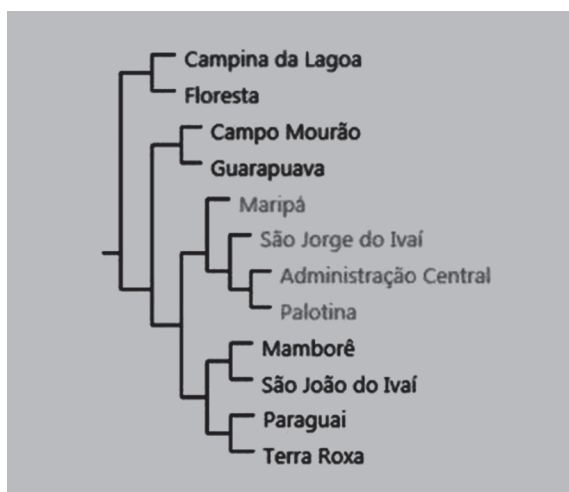 Campina da Lagoa
Floresta
Campo Mourão
Guarapuava
Maripá
São Jorge do Ivaí
Administração Central
Palotina
Mamborê
São João do Ivaí
Paraguai
Terra Roxa